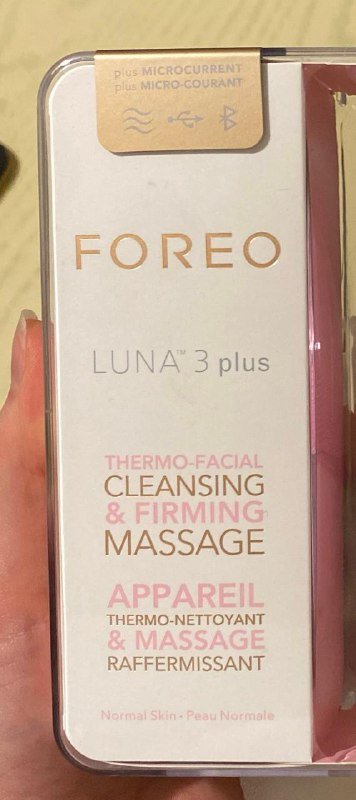 plus MICROCURRENT
plus MICRO-COURANT
FOREO
LUNA™ 3 plus
THERMO-FACIAL
CLEANSING
& FIRMING
MASSAGE
APPAREIL
THERMO-NETTOYANT
& MASSAGE
RAFFERMISSANT
Normal Skin • Peau Normale